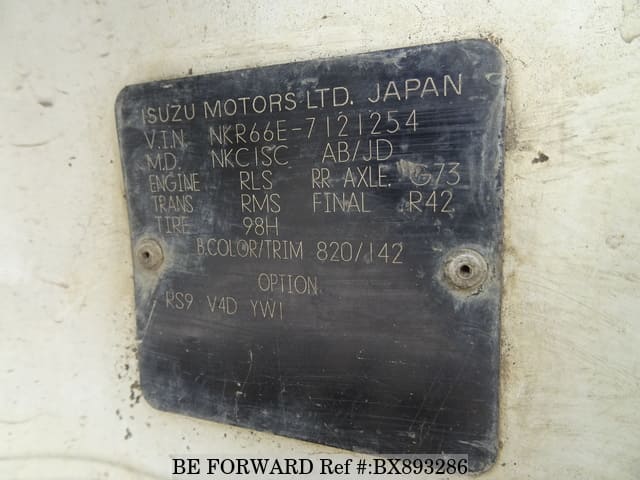 ISUZU MOTORS LTD. JAPAN
V.I.N. NKR66E-7121254
M.D. NKC1SC AB/JD
ENGINE RLS RR AXLE. G73
TRANS RMS FINAL R42
TIRE 98H
B.COLOR/TRIM 820/142
OPTION
RS9 V4D YW1
BE FORWARD Ref #:BX893286